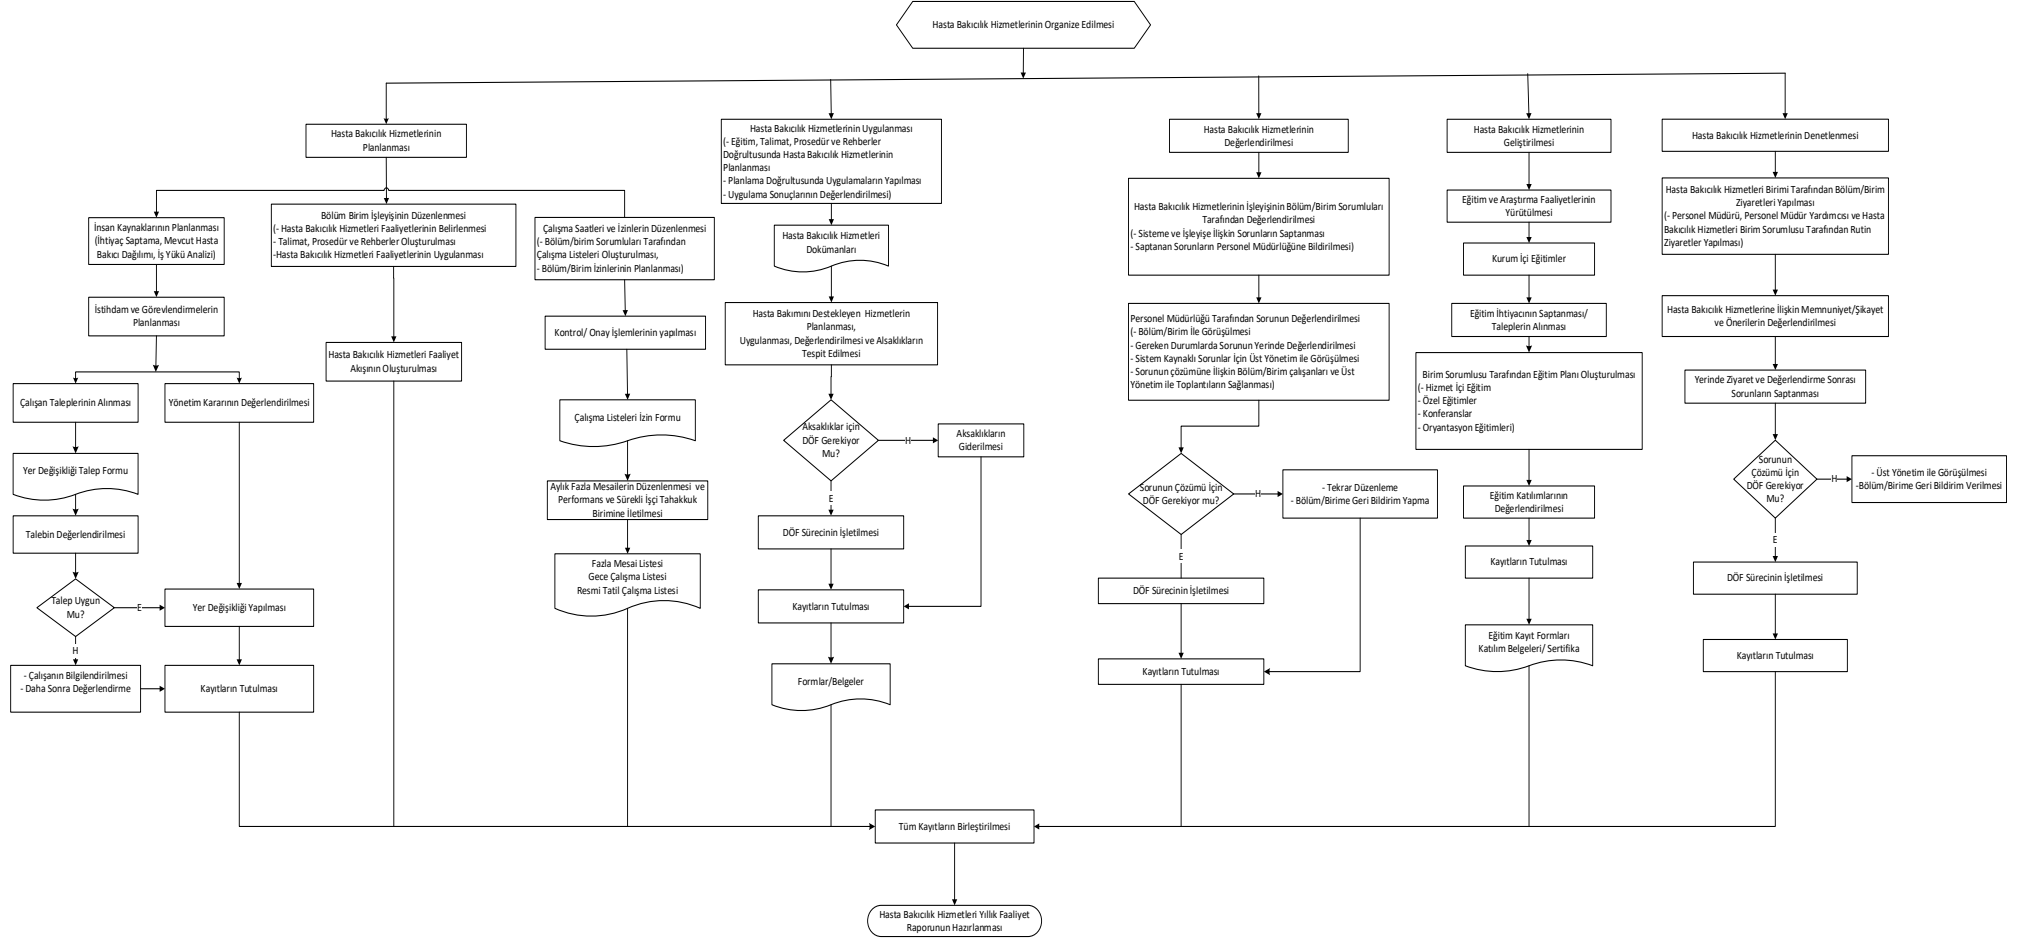 Hasta Bakıcılık Hizmetlerinin Organize Edilmesi
Hasta Bakıcılık Hizmetlerinin
Planlanması
İnsan Kaynaklarının Planlanması
(İhtiyaç Saptama, Mevcut Hasta
Bakıcı Dağılımı, İş Yükü Analizi)
İstihdam ve Görevlendirmelerin
Planlanması
Çalışan Taleplerinin Alınması
Yer Değişikliği Talep Formu
Talebin Değerlendirilmesi
Talep Uygun
Mu?
E
H
- Çalışanın Bilgilendirilmesi
- Daha Sonra Değerlendirme
Yönetim Kararının Değerlendirilmesi
Yer Değişikliği Yapılması
Kayıtların Tutulması
Bölüm Birim İşleyişinin Düzenlenmesi
(- Hasta Bakıcılık Hizmetleri Faaliyetlerinin Belirlenmesi
- Talimat, Prosedür ve Rehberler Oluşturulması
-Hasta Bakıcılık Hizmetleri Faaliyetlerinin Uygulanması
Hasta Bakıcılık Hizmetleri Faaliyet
Akışının Oluşturulması
Çalışma Saatleri ve İzinlerin Düzenlenmesi
(- Bölüm/birim Sorumluları Tarafından
Çalışma Listeleri Oluşturulması,
- Bölüm/Birim İzinlerinin Planlanması)
Kontrol/ Onay İşlemlerinin yapılması
Çalışma Listeleri İzin Formu
Aylık Fazla Mesailerin Düzenlenmesi ve
Performans ve Sürekli İşçi Tahakkuk
Birimine İletilmesi
Fazla Mesai Listesi
Gece Çalışma Listesi
Resmi Tatil Çalışma Listesi
Hasta Bakıcılık Hizmetlerinin Uygulanması
(- Eğitim, Talimat, Prosedür ve Rehberler
Doğrultusunda Hasta Bakıcılık Hizmetlerinin
Planlanması
- Planlama Doğrultusunda Uygulamaların Yapılması
- Uygulama Sonuçlarının Değerlendirilmesi)
Hasta Bakıcılık Hizmetleri
Dokümanları
Hasta Bakımını Destekleyen Hizmetlerin
Planlanması,
Uygulanması, Değerlendirilmesi ve Alsaklıkların
Tespit Edilmesi
Aksaklıklar için
DÖF Gerekiyor
Mu?
H
Aksaklıkların
Giderilmesi
E
DÖF Sürecinin İşletilmesi
Kayıtların Tutulması
Formlar/Belgeler
Hasta Bakıcılık Hizmetlerinin
Değerlendirilmesi
Hasta Bakıcılık Hizmetlerinin İşleyişinin Bölüm/Birim Sorumluları
Tarafından Değerlendirilmesi
(- Sisteme ve İşleyişe İlişkin Sorunların Saptanması
- Saptanan Sorunların Personel Müdürlüğüne Bildirilmesi)
Personel Müdürlüğü Tarafından Sorunun Değerlendirilmesi
(- Bölüm/Birim İle Görüşülmesi
- Gereken Durumlarda Sorunun Yerinde Değerlendirilmesi
- Sistem Kaynaklı Sorunlar İçin Üst Yönetim ile Görüşülmesi
- Sorunun çözümüne İlişkin Bölüm/Birim çalışanları ve Üst
Yönetim ile Toplantıların Sağlanması)
Sorunun Çözümü İçin
DÖF Gerekiyor mu?
H
- Tekrar Düzenleme
- Bölüm/Birime Geri Bildirim Yapma
E
DÖF Sürecinin İşletilmesi
Kayıtların Tutulması
Hasta Bakıcılık Hizmetlerinin
Geliştirilmesi
Eğitim ve Araştırma Faaliyetlerinin
Yürütülmesi
Kurum İçi Eğitimler
Eğitim İhtiyacının Saptanması/
Taleplerin Alınması
Birim Sorumlusu Tarafından Eğitim Planı Oluşturulması
(- Hizmet İçi Eğitim
- Özel Eğitimler
- Konferanslar
- Oryantasyon Eğitimleri)
Eğitim Katılımlarının
Değerlendirilmesi
Kayıtların Tutulması
Eğitim Kayıt Formları
Katılım Belgeleri/ Sertifika
Hasta Bakıcılık Hizmetlerinin Denetlenmesi
Hasta Bakıcılık Hizmetleri Birimi Tarafından Bölüm/Birim
Ziyaretleri Yapılması
(- Personel Müdürü, Personel Müdür Yardımcısı ve Hasta
Bakıcılık Hizmetleri Birim Sorumlusu Tarafından Rutin
Ziyaretler Yapılması)
Hasta Bakıcılık Hizmetlerine İlişkin Memnuniyet/Şikayet
ve Önerilerin Değerlendirilmesi
Yerinde Ziyaret ve Değerlendirme Sonrası
Sorunların Saptanması
Sorunun
Çözümü İçin
DÖF Gerekiyor
Mu?
H
- Üst Yönetim ile Görüşülmesi
-Bölüm/Birime Geri Bildirim Verilmesi
E
DÖF Sürecinin İşletilmesi
Kayıtların Tutulması
Tüm Kayıtların Birleştirilmesi
Hasta Bakıcılık Hizmetleri Yıllık Faaliyet
Raporunun Hazırlanması